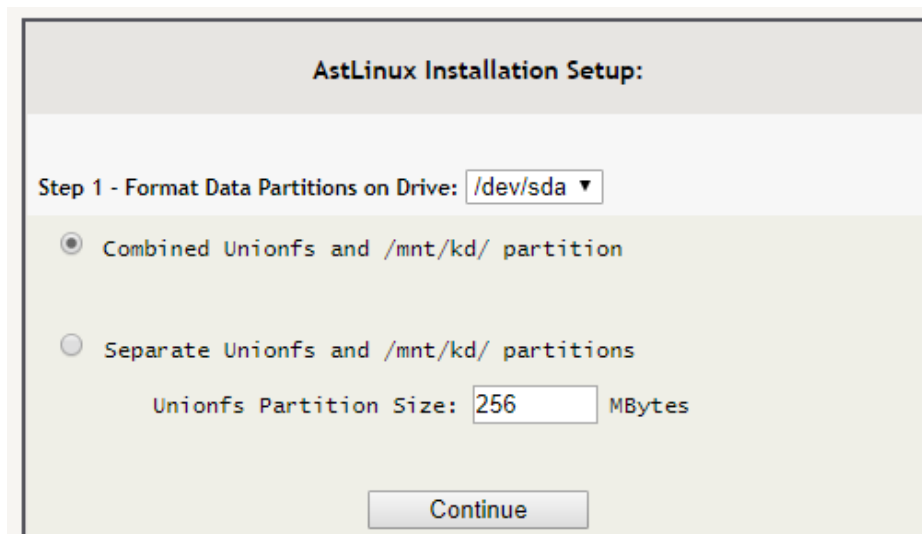 AstLinux Installation Setup:
Step 1 - Format Data Partitions on Drive: /dev/sda
Combined Unionfs and /mnt/kd/ partition
Separate Unionfs and /mnt/kd/ partitions
Unionfs Partition Size: 256 MBytes
Continue